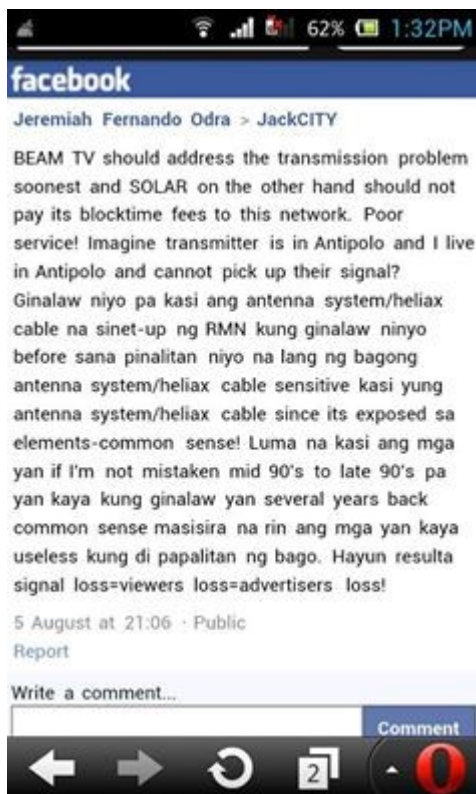 62% 1:32PM
facebook
Jeremiah Fernando Odra > JackCITY
BEAM TV should address the transmission problem
soonest and SOLAR on the other hand should not
pay its blocktime fees to this network. Poor
service! Imagine transmitter is in Antipolo and I live
in Antipolo and cannot pick up their signal?
Ginalaw niyo pa kasi ang antenna system/heliax
cable na sinet-up ng RMN kung ginalaw ninyo
before sana pinalitan niyo na lang ng bagong
antenna system/heliax cable sensitive kasi yung
antenna system/heliax cable since its exposed sa
elements-common sense! Luma na kasi ang mga
yan if I'm not mistaken mid 90's to late 90's pa
yan kaya kung ginalaw yan several years back
common sense masisira na rin ang mga yan kaya
useless kung di papalitan ng bago. Hayun resulta
signal loss=viewers loss=advertisers loss!
5 August at 21:06 · Public
Report
Write a comment...
Comment
2